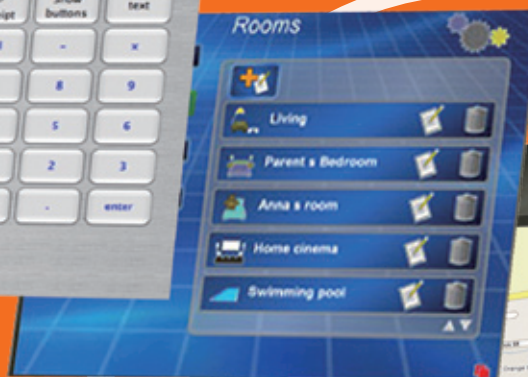 show
buttons
text
-
x
8
9
5
6
2
3
.
enter
Rooms
Living
Parent s Bedroom
Anna s room
Home cinema
Swimming pool